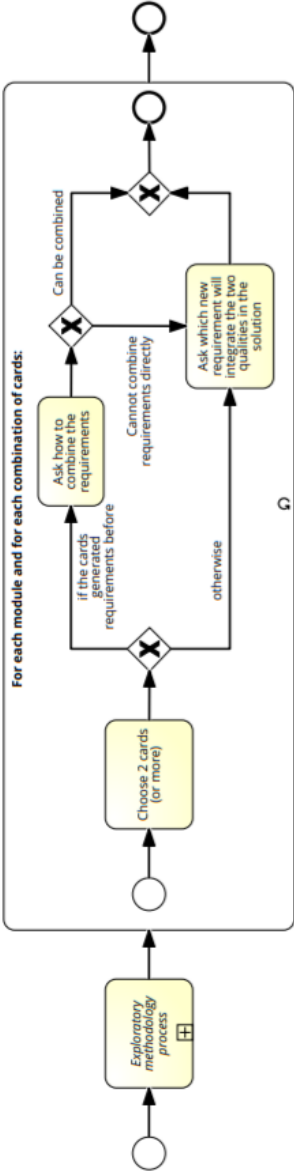 For each module and for each combination of cards:
Exploratory
methodology
process
Choose 2 cards
(or more)
if the cards
generated
requirements before
otherwise
Ask how to
combine the
requirements
Can be combined
Cannot combine
requirements directly
Ask which new
requirement will
integrate the two
qualities in the
solution